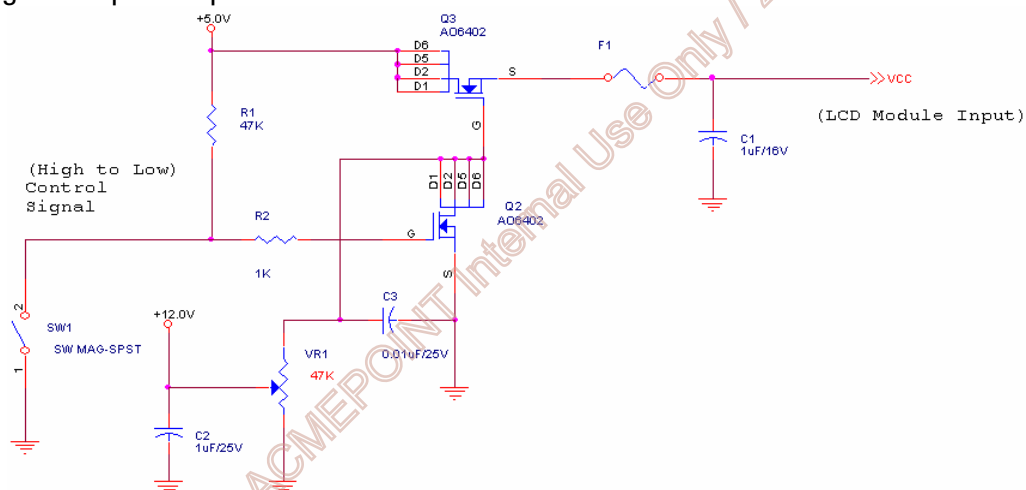 +5.0V
Q3
AO6402
D6
D5
D2
D1
S
G
F1
VCC
(LCD Module Input)
C1
1uF/16V
R1
47K
(High to Low)
Control
Signal
R2
1K
G
D1
D2
D5
D6
Q2
AO6402
S
2
SW1
SW MAG-SPST
1
+12.0V
C3
0.01uF/25V
VR1
47K
C2
1uF/25V
ACMEPOINT Internal Use Only /